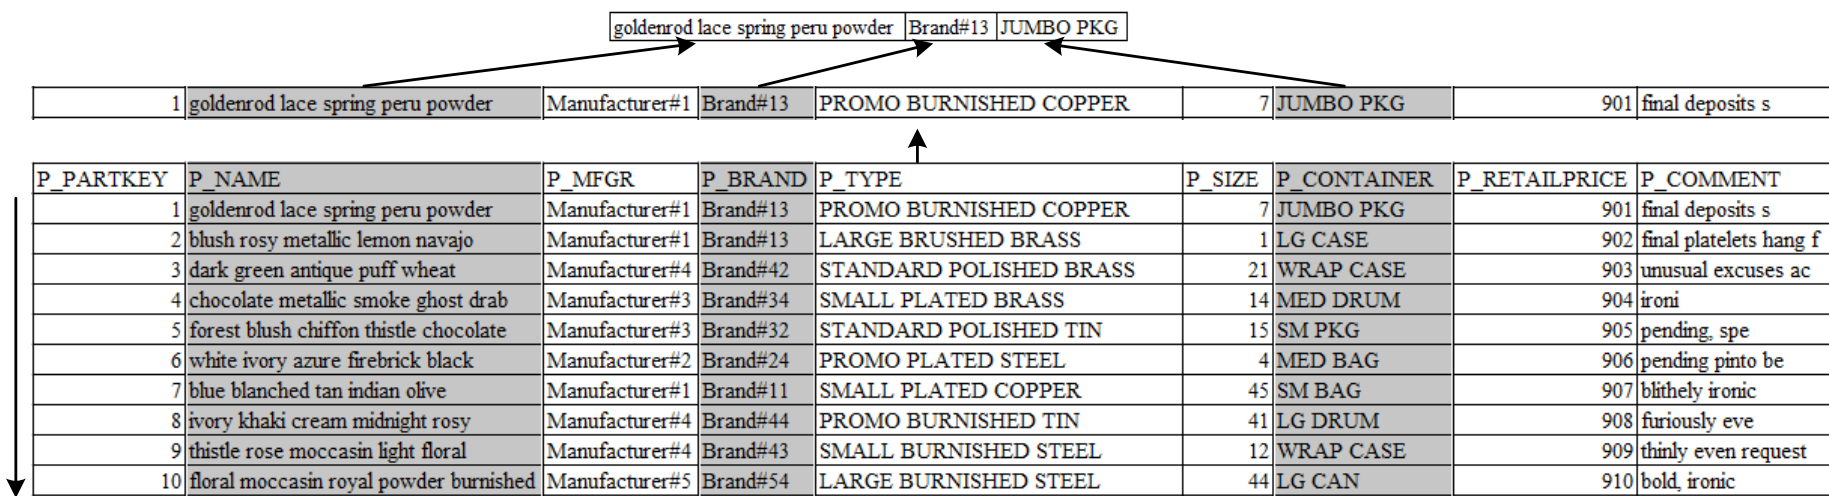 goldenrod lace spring peru powder Brand#13 JUMBO PKG
1 goldenrod lace spring peru powder Manufacturer#1 Brand#13 PROMO BURNISHED COPPER 7 JUMBO PKG 901 final deposits s
P_PARTKEY P_NAME P_MFGR P_BRAND P_TYPE P_SIZE P_CONTAINER P_RETAILPRICE P_COMMENT
1 goldenrod lace spring peru powder Manufacturer#1 Brand#13 PROMO BURNISHED COPPER 7 JUMBO PKG 901 final deposits s
2 blush rosy metallic lemon navajo Manufacturer#1 Brand#13 LARGE BRUSHED BRASS 1 LG CASE 902 final platelets hang f
3 dark green antique puff wheat Manufacturer#4 Brand#42 STANDARD POLISHED BRASS 21 WRAP CASE 903 unusual excuses ac
4 chocolate metallic smoke ghost drab Manufacturer#3 Brand#34 SMALL PLATED BRASS 14 MED DRUM 904 ironi
5 forest blush chiffon thistle chocolate Manufacturer#3 Brand#32 STANDARD POLISHED TIN 15 SM PKG 905 pending, spe
6 white ivory azure firebrick black Manufacturer#2 Brand#24 PROMO PLATED STEEL 4 MED BAG 906 pending pinto be
7 blue blanched tan indian olive Manufacturer#1 Brand#11 SMALL PLATED COPPER 45 SM BAG 907 blithely ironic
8 ivory khaki cream midnight rosy Manufacturer#4 Brand#44 PROMO BURNISHED TIN 41 LG DRUM 908 furiously eve
9 thistle rose moccasin light floral Manufacturer#4 Brand#43 SMALL BURNISHED STEEL 12 WRAP CASE 909 thinly even request
10 floral moccasin royal powder burnished Manufacturer#5 Brand#54 LARGE BURNISHED STEEL 44 LG CAN 910 bold, ironic